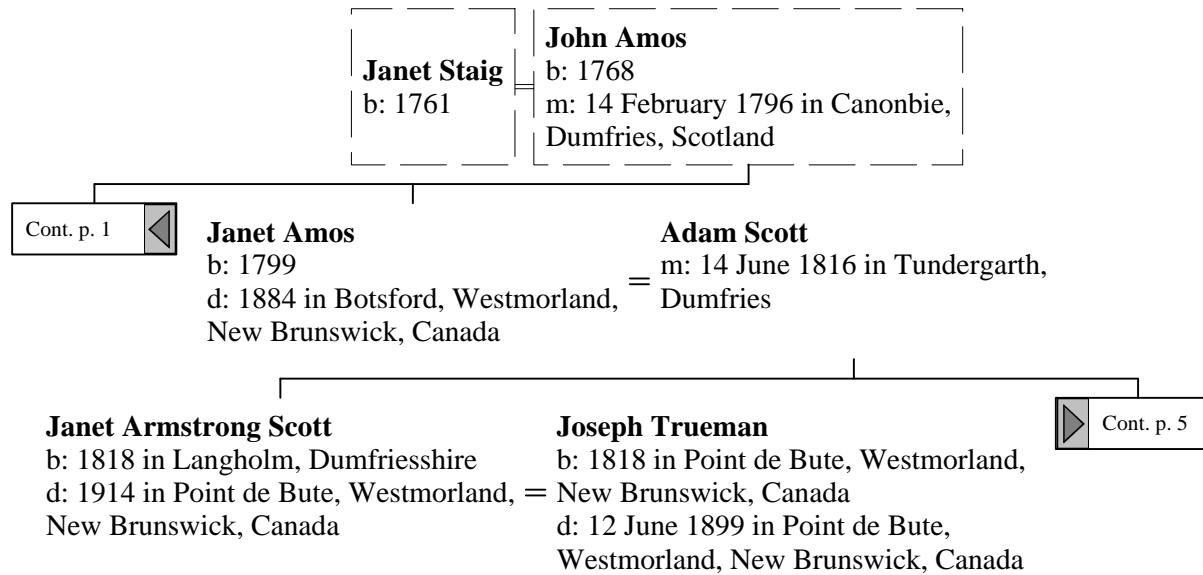 Janet Staig
b: 1761
John Amos
b: 1768
m: 14 February 1796 in Canonbie,
Dumfries, Scotland
Cont. p. 1
Janet Amos
b: 1799
d: 1884 in Botsford, Westmorland,
New Brunswick, Canada
=
Adam Scott
m: 14 June 1816 in Tundergarth,
Dumfries
Janet Armstrong Scott
b: 1818 in Langholm, Dumfriesshire
d: 1914 in Point de Bute, Westmorland,
New Brunswick, Canada
=
Joseph Trueman
b: 1818 in Point de Bute, Westmorland,
New Brunswick, Canada
d: 12 June 1899 in Point de Bute,
Westmorland, New Brunswick, Canada
Cont. p. 5